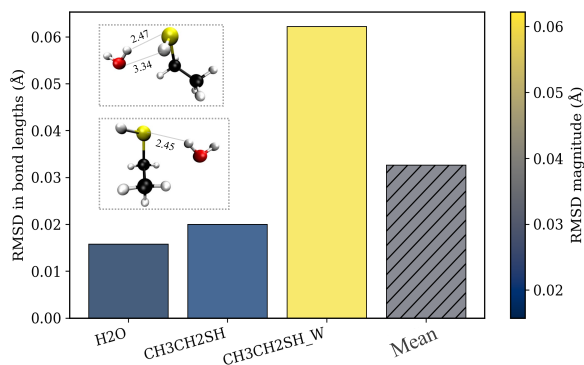 RMSD in bond lengths (Å)
0.06
0.05
0.04
0.03
0.02
0.01
0.00
2.47
3.34
2.45
H2O
CH3CH2SH
CH3CH2SH_W
Mean
0.06
0.05
0.04
0.03
0.02
RMSD magnitude (Å)